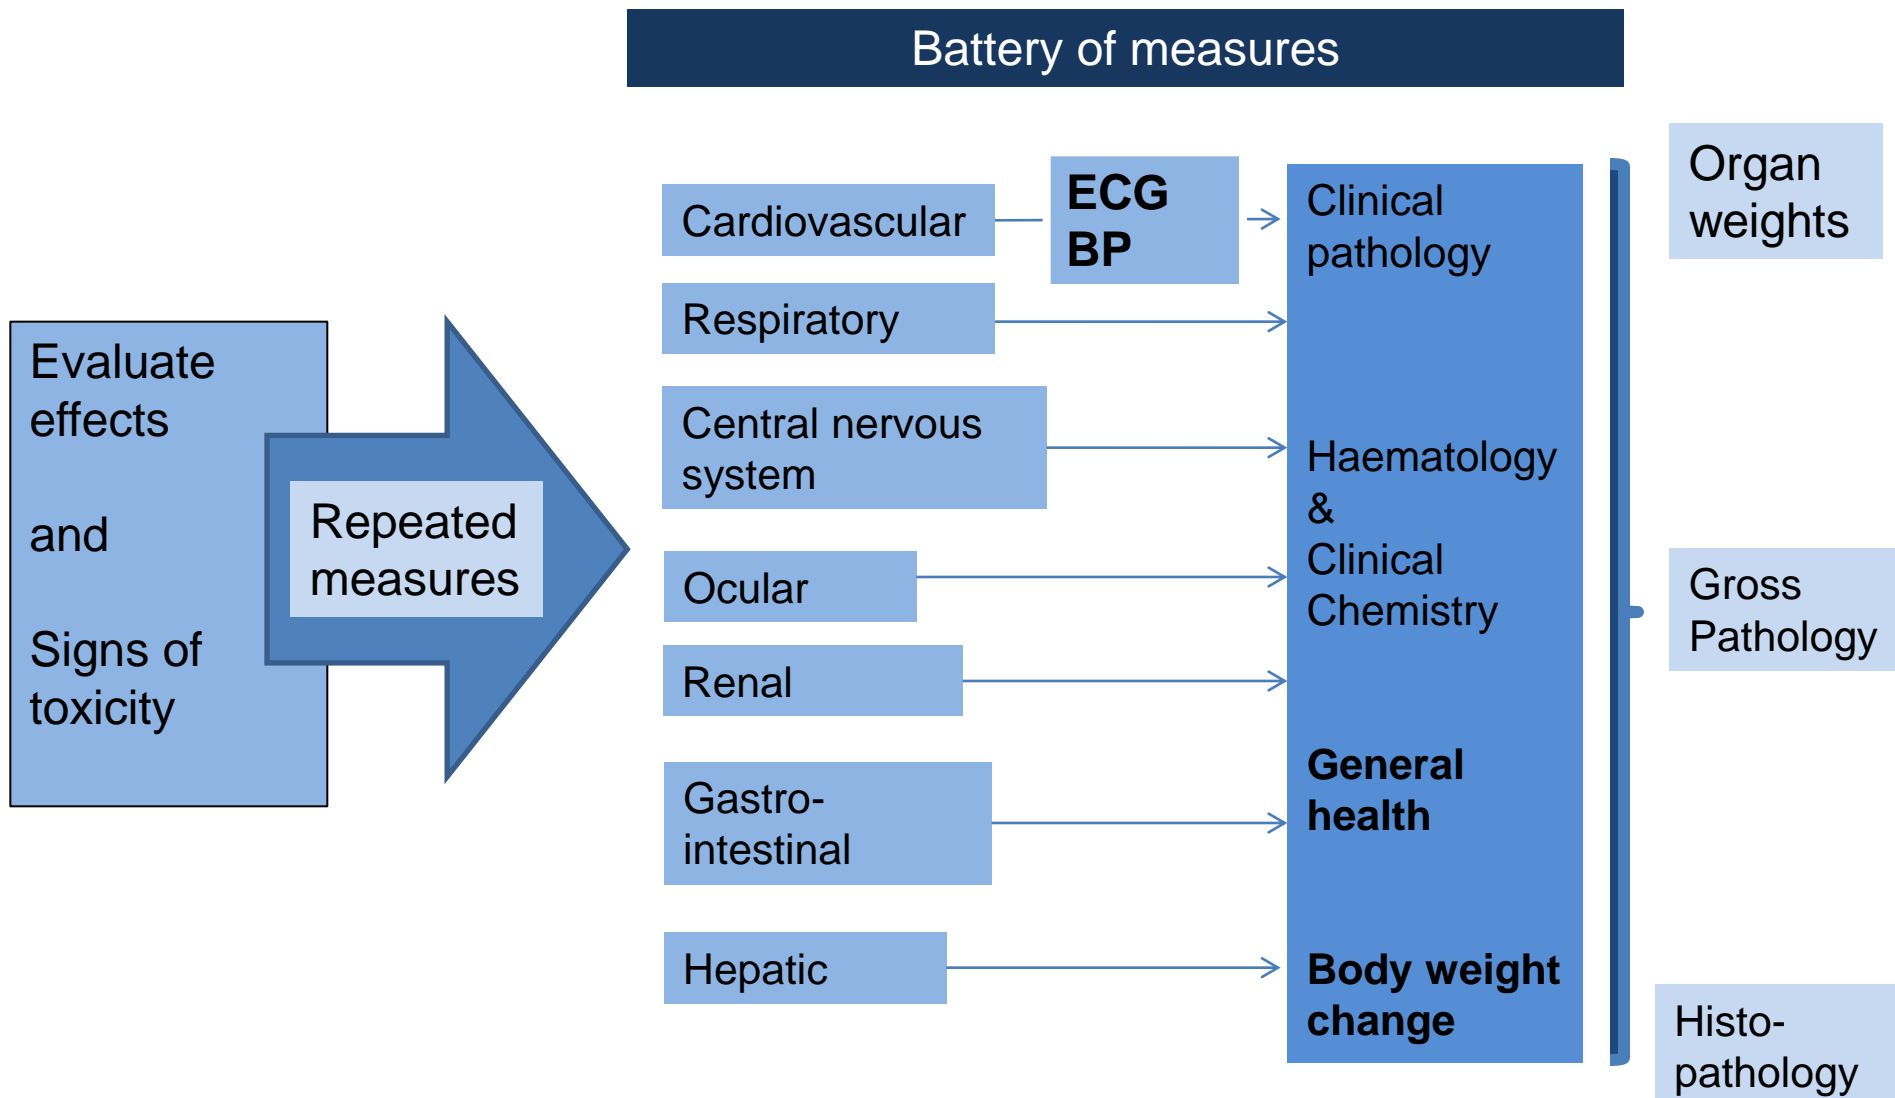 Battery of measures
Evaluate
effects
and
Signs of
toxicity
Repeated
measures
Cardiovascular
ECG
BP
Respiratory
Central nervous
system
Ocular
Renal
Gastro-
intestinal
Hepatic
Clinical
pathology
Haematology
&
Clinical
Chemistry
General
health
Body weight
change
Organ
weights
Gross
Pathology
Histo-
pathology